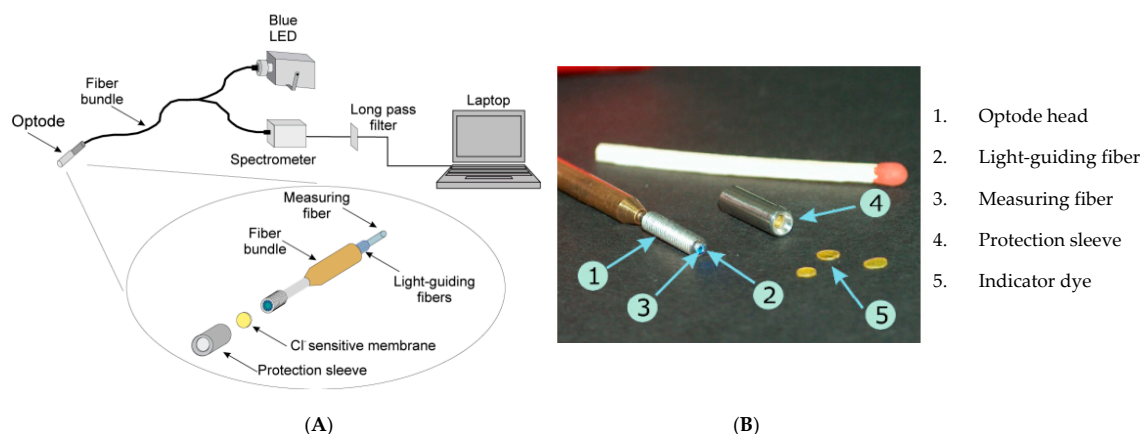 Blue
LED
Fiber
bundle
Optode
Spectrometer
Long pass
filter
Laptop
Measuring
fiber
Fiber
bundle
Light-guiding
fibers
Cl⁻ sensitive membrane
Protection sleeve
(A)
B)
1
2
3
4
5
1. Optode head
2. Light-guiding fiber
3. Measuring fiber
4. Protection sleeve
5. Indicator dye
(B)